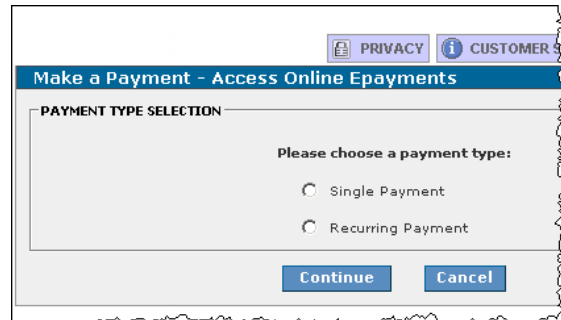 PRIVACY CUSTOMER
Make a Payment - Access Online Epayments
PAYMENT TYPE SELECTION
Please choose a payment type:
Single Payment
Recurring Payment
Continue Cancel